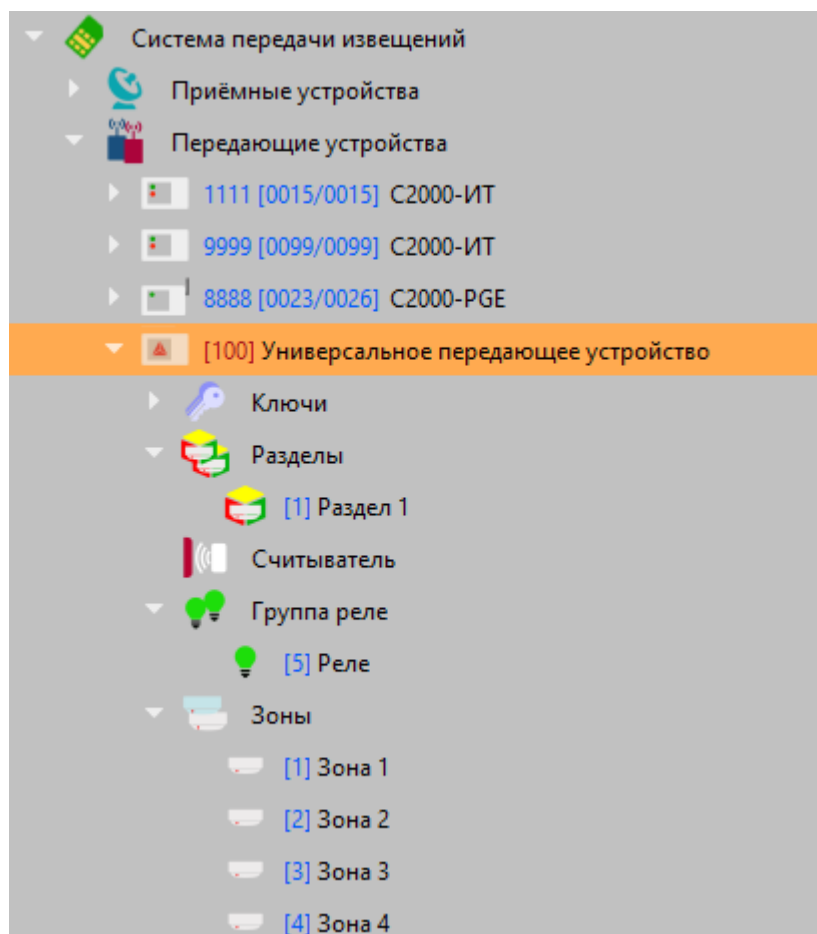 Система передачи извещений
Приёмные устройства
Передающие устройства
1111 [0015/0015] С2000-ИТ
9999 [0099/0099] С2000-ИТ
8888 [0023/0026] С2000-PGE
[100] Универсальное передающее устройство
Ключи
Разделы
[1] Раздел 1
Считыватель
Группа реле
[5] Реле
Зоны
[1] Зона 1
[2] Зона 2
[3] Зона 3
[4] Зона 4